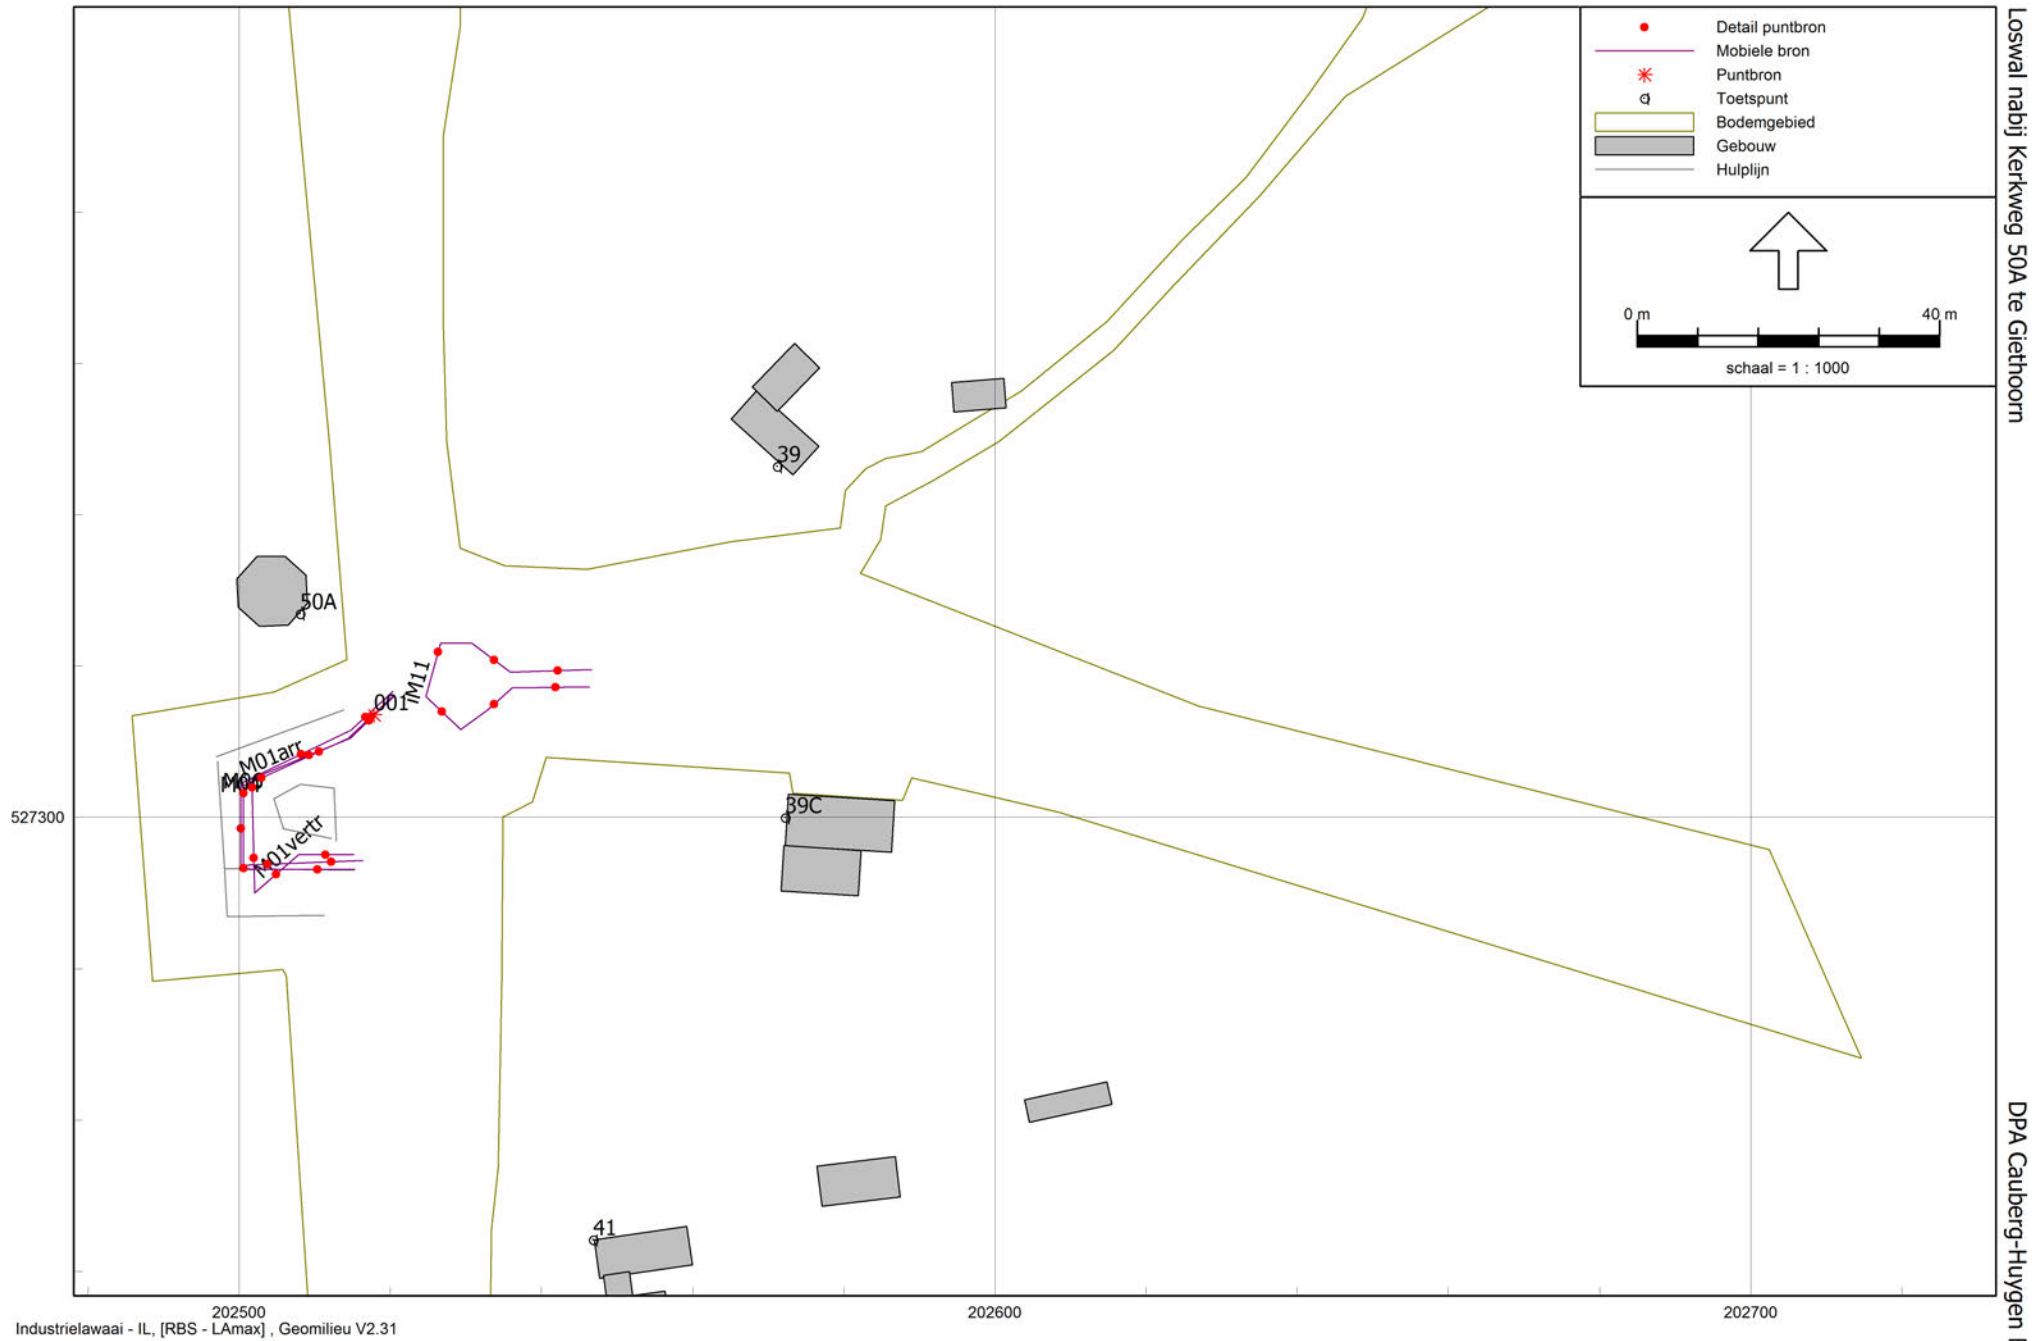 Detail puntbron
Mobiele bron
Puntbron
Toetspunt
Bodemgebied
Gebouw
Hulplijn
0 m
40 m
schaal = 1 : 1000
Loswal nabij Kerkweg 50A te Giethoorn
39
50A
iM11
001
M01arr
M01vertr
39C
527300
41
202500
202600
202700
Industrielawaai - IL, [RBS - LAmax] , Geomilieu V2.31
DPA Cauberg-Huygen